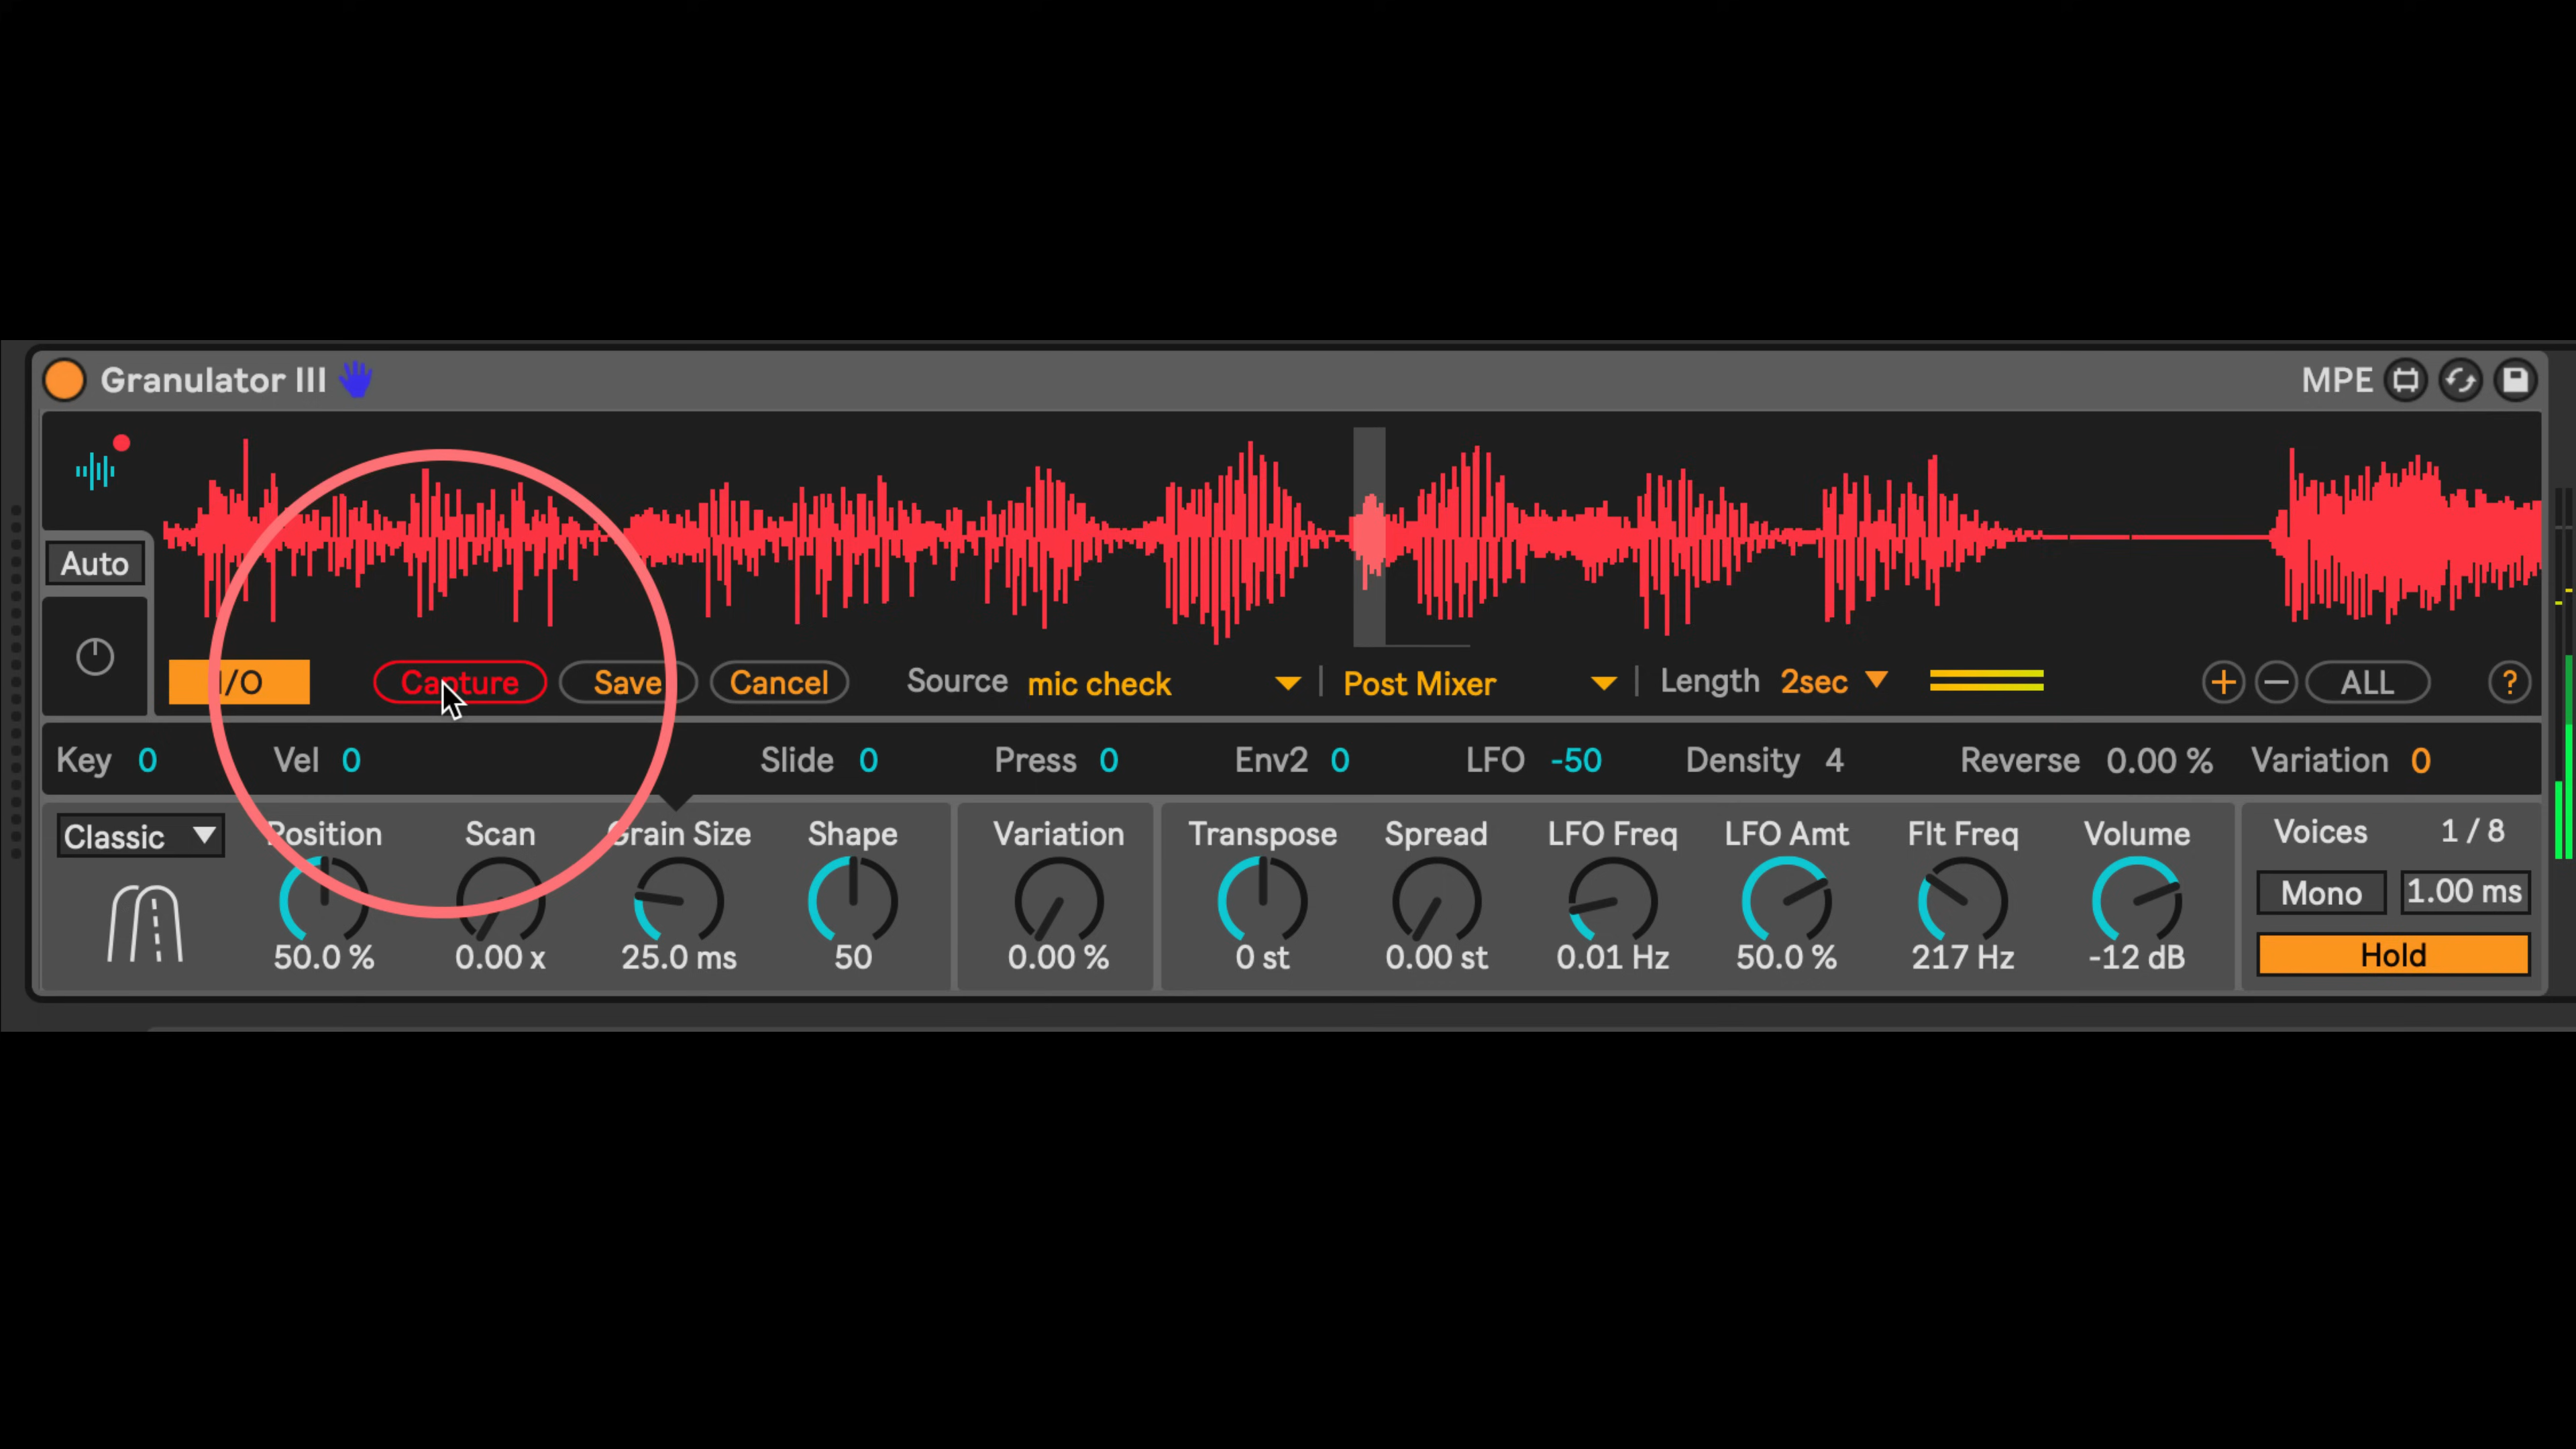 Granulator III MPE
Auto
I/O Capture Save Cancel Source mic check | Post Mixer | Length 2sec + − ALL ?
Key 0 Vel 0 Slide 0 Press 0 Env2 0 LFO -50 Density 4 Reverse 0.00 % Variation 0
Classic Position Scan Grain Size Shape Variation Transpose Spread LFO Freq LFO Amt Flt Freq Volume Voices 1 / 8
Mono 1.00 ms
50.0 % 0.00 x 25.0 ms 50 0.00 % 0 st 0.00 st 0.01 Hz 50.0 % 217 Hz -12 dB Hold